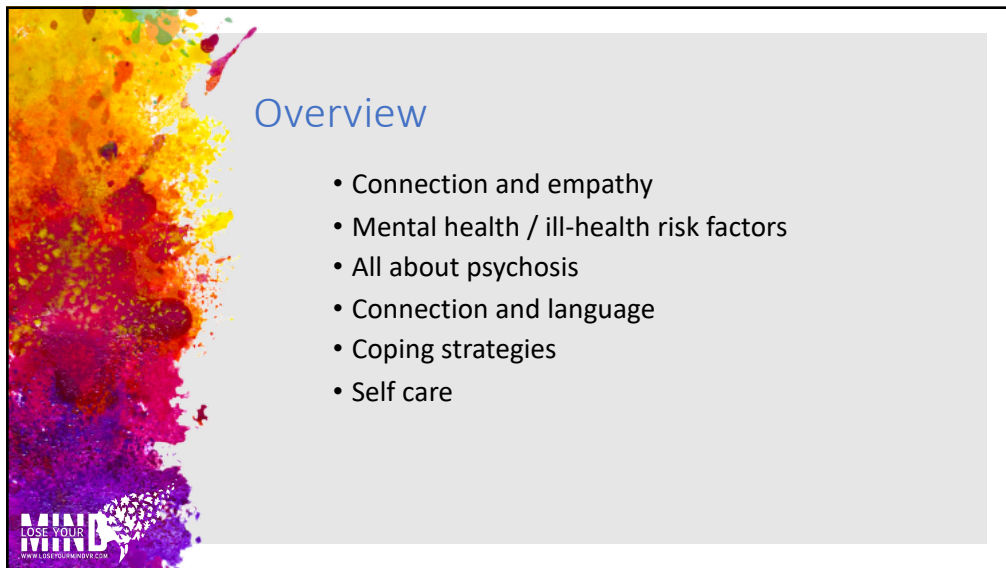 Overview
• Connection and empathy
• Mental health / ill-health risk factors
• All about psychosis
• Connection and language
• Coping strategies
• Self care
LOSE YOUR
MIND
WWW.LOSEYOURMINDVR.COM